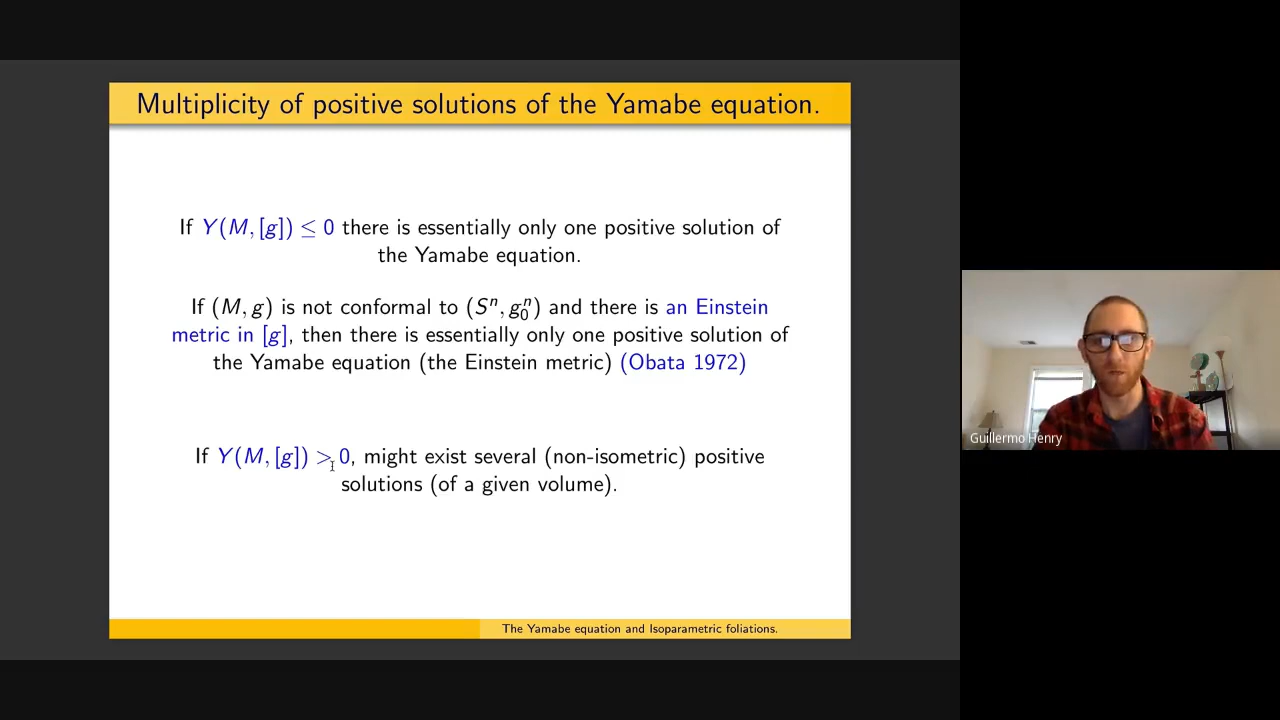 Multiplicity of positive solutions of the Yamabe equation.
If Y(M, [g]) ≤ 0 there is essentially only one positive solution of
the Yamabe equation.
If (M, g) is not conformal to (Sⁿ, g₀ⁿ) and there is an Einstein
metric in [g], then there is essentially only one positive solution of
the Yamabe equation (the Einstein metric) (Obata 1972)
If Y(M, [g]) > 0, might exist several (non-isometric) positive
solutions (of a given volume).
The Yamabe equation and Isoparametric foliations.
Guillermo Henry